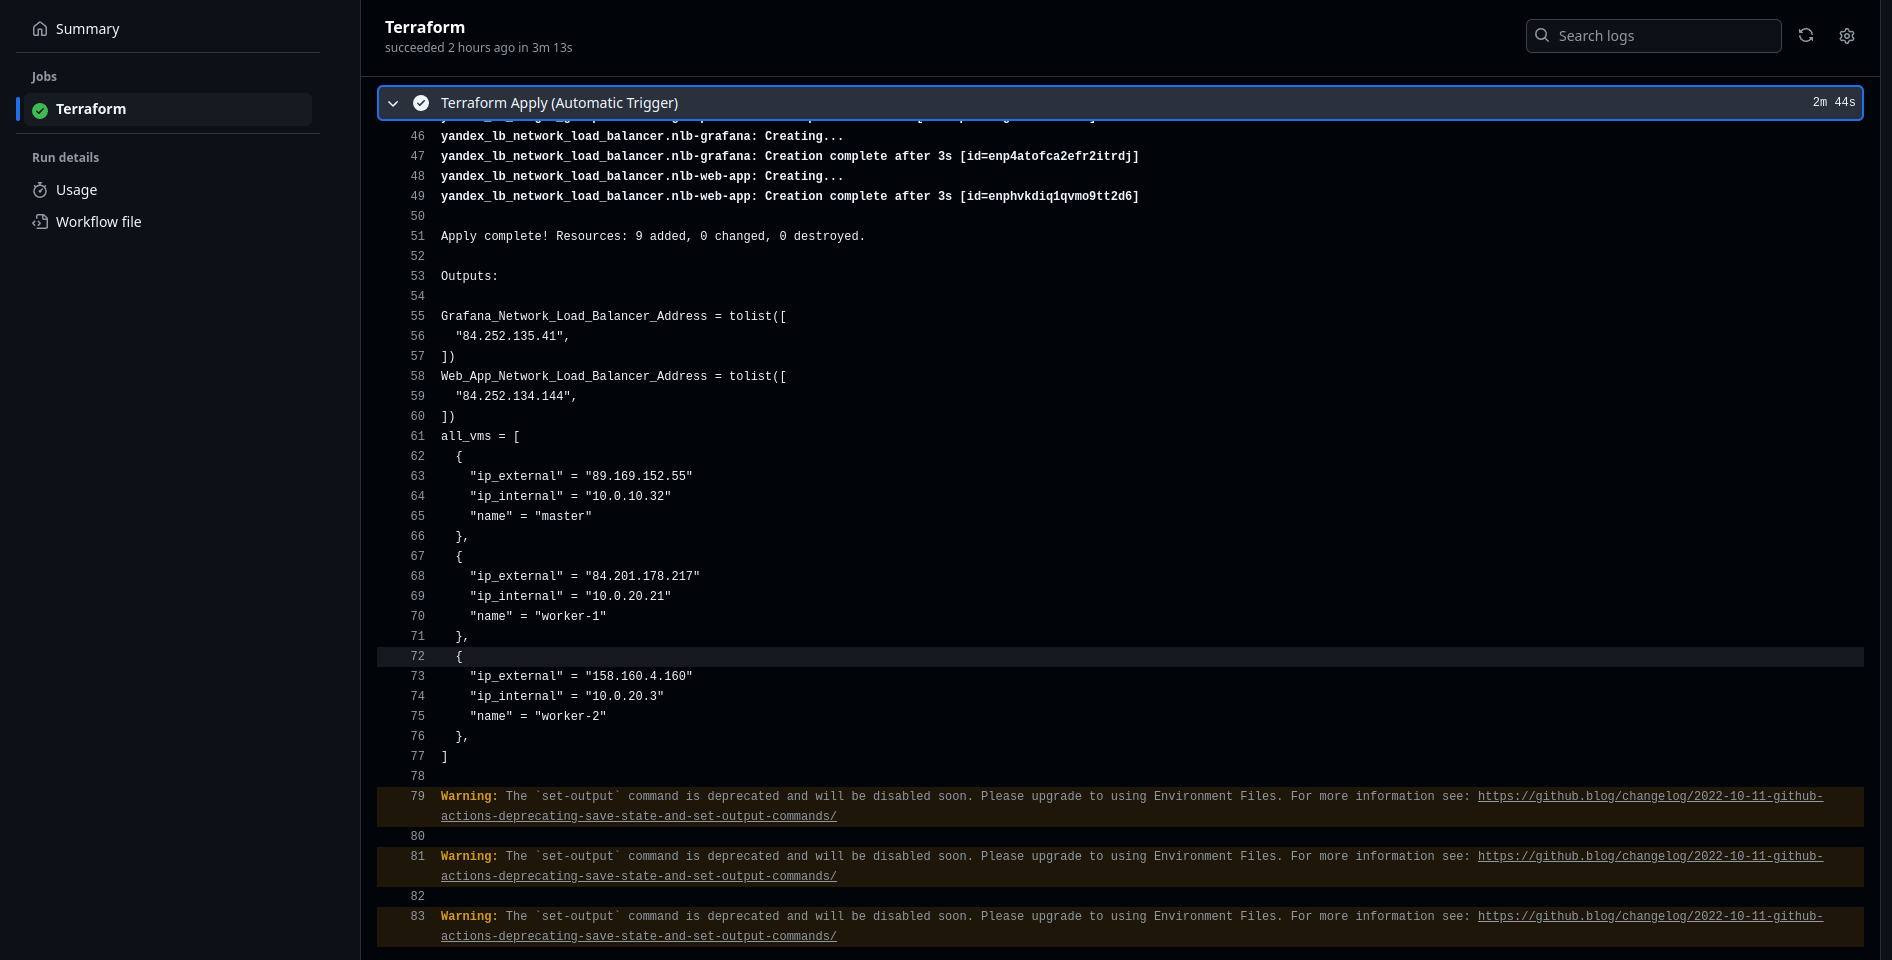 Summary
Jobs
Terraform
Run details
Usage
Workflow file
Terraform
succeeded 2 hours ago in 3m 13s
Search logs
Terraform Apply (Automatic Trigger)
2m 44s
46 yandex_lb_network_load_balancer.nlb-grafana: Creating...
47 yandex_lb_network_load_balancer.nlb-grafana: Creation complete after 3s [id=enp4atofca2efr2itrdj]
48 yandex_lb_network_load_balancer.nlb-web-app: Creating...
49 yandex_lb_network_load_balancer.nlb-web-app: Creation complete after 3s [id=enphvkdiq1qvmo9tt2d6]
50
51 Apply complete! Resources: 9 added, 0 changed, 0 destroyed.
52
53 Outputs:
54
55 Grafana_Network_Load_Balancer_Address = tolist([
56   "84.252.135.41",
57 ])
58 Web_App_Network_Load_Balancer_Address = tolist([
59   "84.252.134.144",
60 ])
61 all_vms = [
62   {
63     "ip_external" = "89.169.152.55"
64     "ip_internal" = "10.0.10.32"
65     "name" = "master"
66   },
67   {
68     "ip_external" = "84.201.178.217"
69     "ip_internal" = "10.0.20.21"
70     "name" = "worker-1"
71   },
72   {
73     "ip_external" = "158.160.4.160"
74     "ip_internal" = "10.0.20.3"
75     "name" = "worker-2"
76   },
77 ]
78
79 Warning: The `set-output` command is deprecated and will be disabled soon. Please upgrade to using Environment Files. For more information see: https://github.blog/changelog/2022-10-11-github-
actions-deprecating-save-state-and-set-output-commands/
80
81 Warning: The `set-output` command is deprecated and will be disabled soon. Please upgrade to using Environment Files. For more information see: https://github.blog/changelog/2022-10-11-github-
actions-deprecating-save-state-and-set-output-commands/
82
83 Warning: The `set-output` command is deprecated and will be disabled soon. Please upgrade to using Environment Files. For more information see: https://github.blog/changelog/2022-10-11-github-
actions-deprecating-save-state-and-set-output-commands/